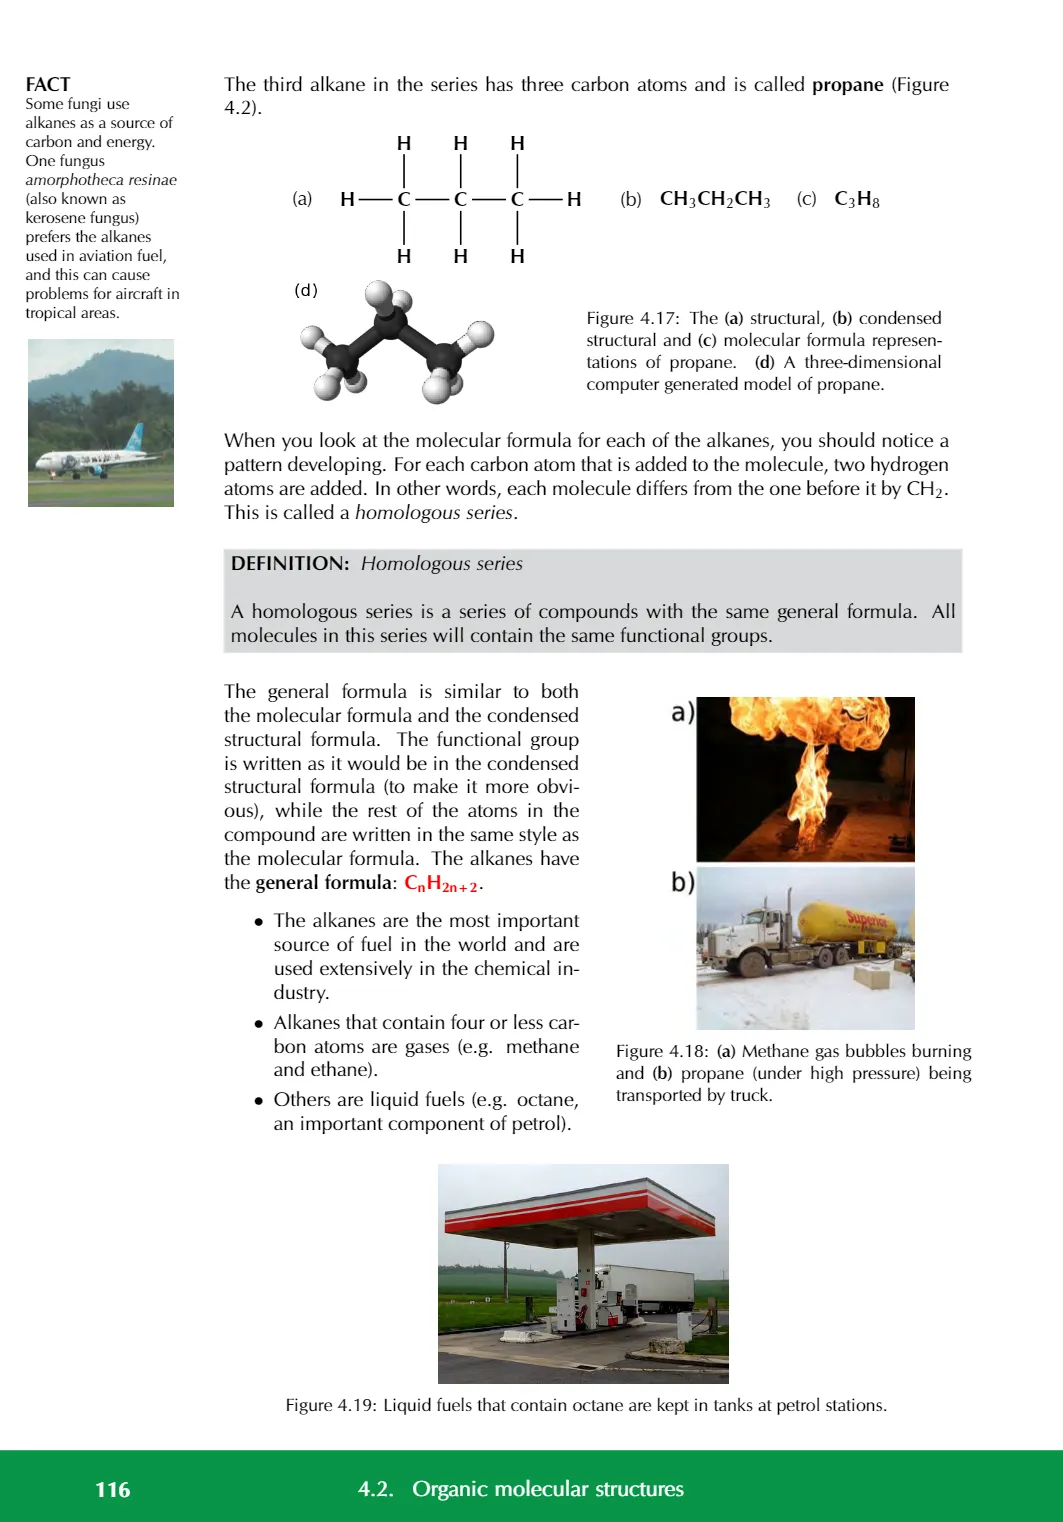 FACT
Some fungi use
alkanes as a source of
carbon and energy.
One fungus
amorphotheca resinae
(also known as
kerosene fungus)
prefers the alkanes
used in aviation fuel,
and this can cause
problems for aircraft in
tropical areas.
The third alkane in the series has three carbon atoms and is called propane (Figure
4.2).
H H H
(a) H C C C H (b) CH₃CH₂CH₃ (c) C₃H₈
H H H
(d)
Figure 4.17: The (a) structural, (b) condensed
structural and (c) molecular formula represen-
tations of propane. (d) A three-dimensional
computer generated model of propane.
When you look at the molecular formula for each of the alkanes, you should notice a
pattern developing. For each carbon atom that is added to the molecule, two hydrogen
atoms are added. In other words, each molecule differs from the one before it by CH₂.
This is called a homologous series.
DEFINITION: Homologous series
A homologous series is a series of compounds with the same general formula. All
molecules in this series will contain the same functional groups.
The general formula is similar to both
the molecular formula and the condensed
structural formula. The functional group
is written as it would be in the condensed
structural formula (to make it more obvi-
ous), while the rest of the atoms in the
compound are written in the same style as
the molecular formula. The alkanes have
the general formula: CₙH₂ₙ₊₂.
• The alkanes are the most important
source of fuel in the world and are
used extensively in the chemical in-
dustry.
• Alkanes that contain four or less car-
bon atoms are gases (e.g. methane
and ethane).
• Others are liquid fuels (e.g. octane,
an important component of petrol).
a)
b)
Superior
Figure 4.18: (a) Methane gas bubbles burning
and (b) propane (under high pressure) being
transported by truck.
Figure 4.19: Liquid fuels that contain octane are kept in tanks at petrol stations.
116 4.2. Organic molecular structures